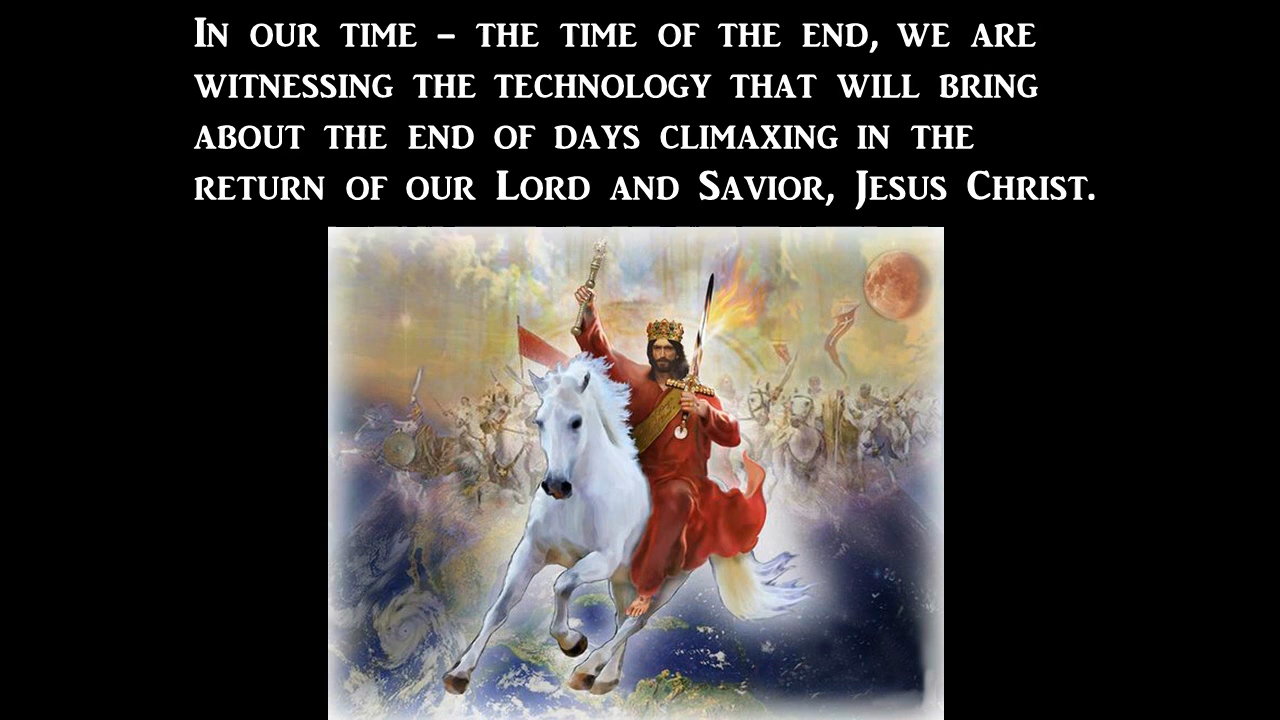 In our time – the time of the end, we are
witnessing the technology that will bring
about the end of days climaxing in the
return of our Lord and Savior, Jesus Christ.